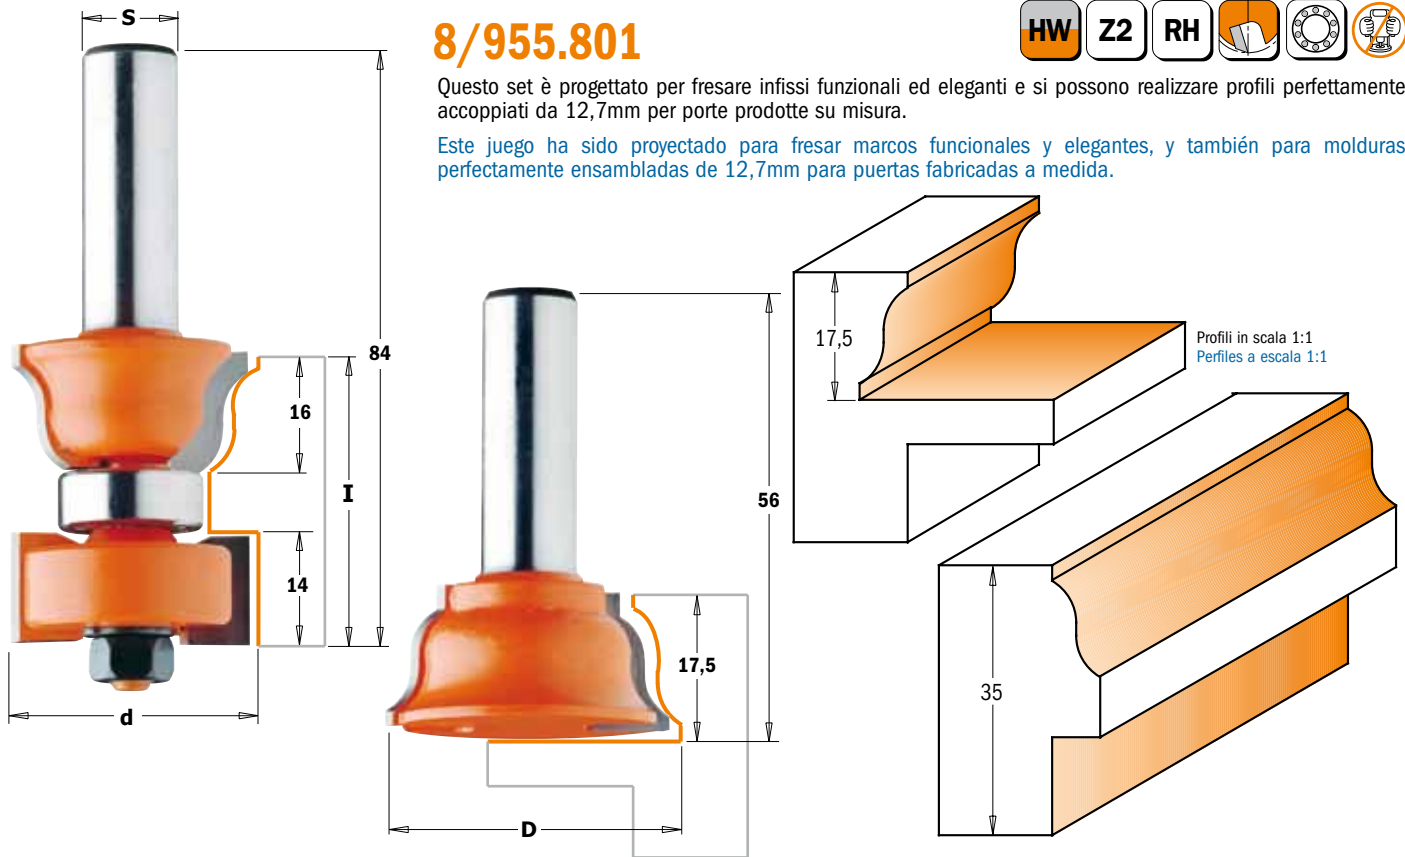 8/955.801
HW Z2 RH
Questo set è progettato per fresare infissi funzionali ed eleganti e si possono realizzare profili perfettamente
accoppiati da 12,7mm per porte prodotte su misura.
Este juego ha sido proyectado para fresar marcos funcionales y elegantes, y también para molduras
perfectamente ensambladas de 12,7mm para puertas fabricadas a medida.
S
84
16
I
14
d
56
17,5
D
17,5
Profili in scala 1:1
Perfiles a escala 1:1
35